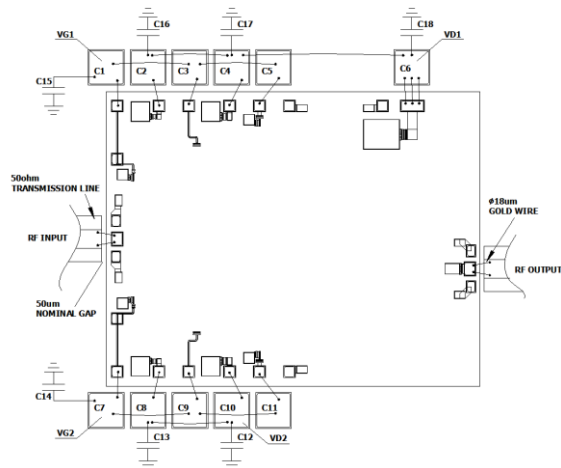 C16
C17
C18
VG1
VD1
C1
C2
C3
C4
C5
C6
C15
50ohm
TRANSMISSION LINE
ø18um
GOLD WIRE
RF INPUT
RF OUTPUT
50um
NOMINAL GAP
C14
C7
C8
C9
C10
C11
VG2
C13
C12
VD2